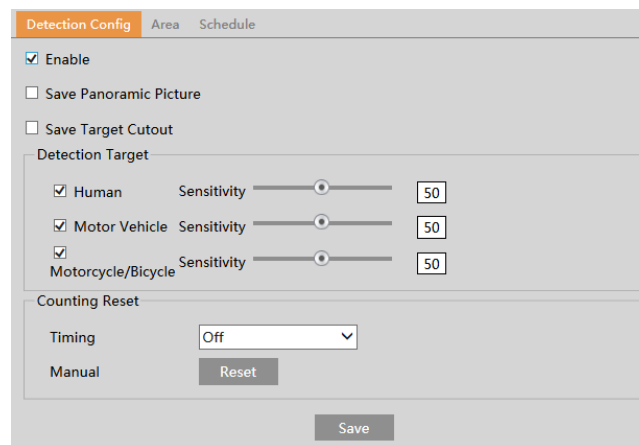 Detection Config Area Schedule
Enable
Save Panoramic Picture
Save Target Cutout
Detection Target
Human Sensitivity 50
Motor Vehicle Sensitivity 50
Motorcycle/Bicycle Sensitivity 50
Counting Reset
Timing Off
Manual Reset
Save